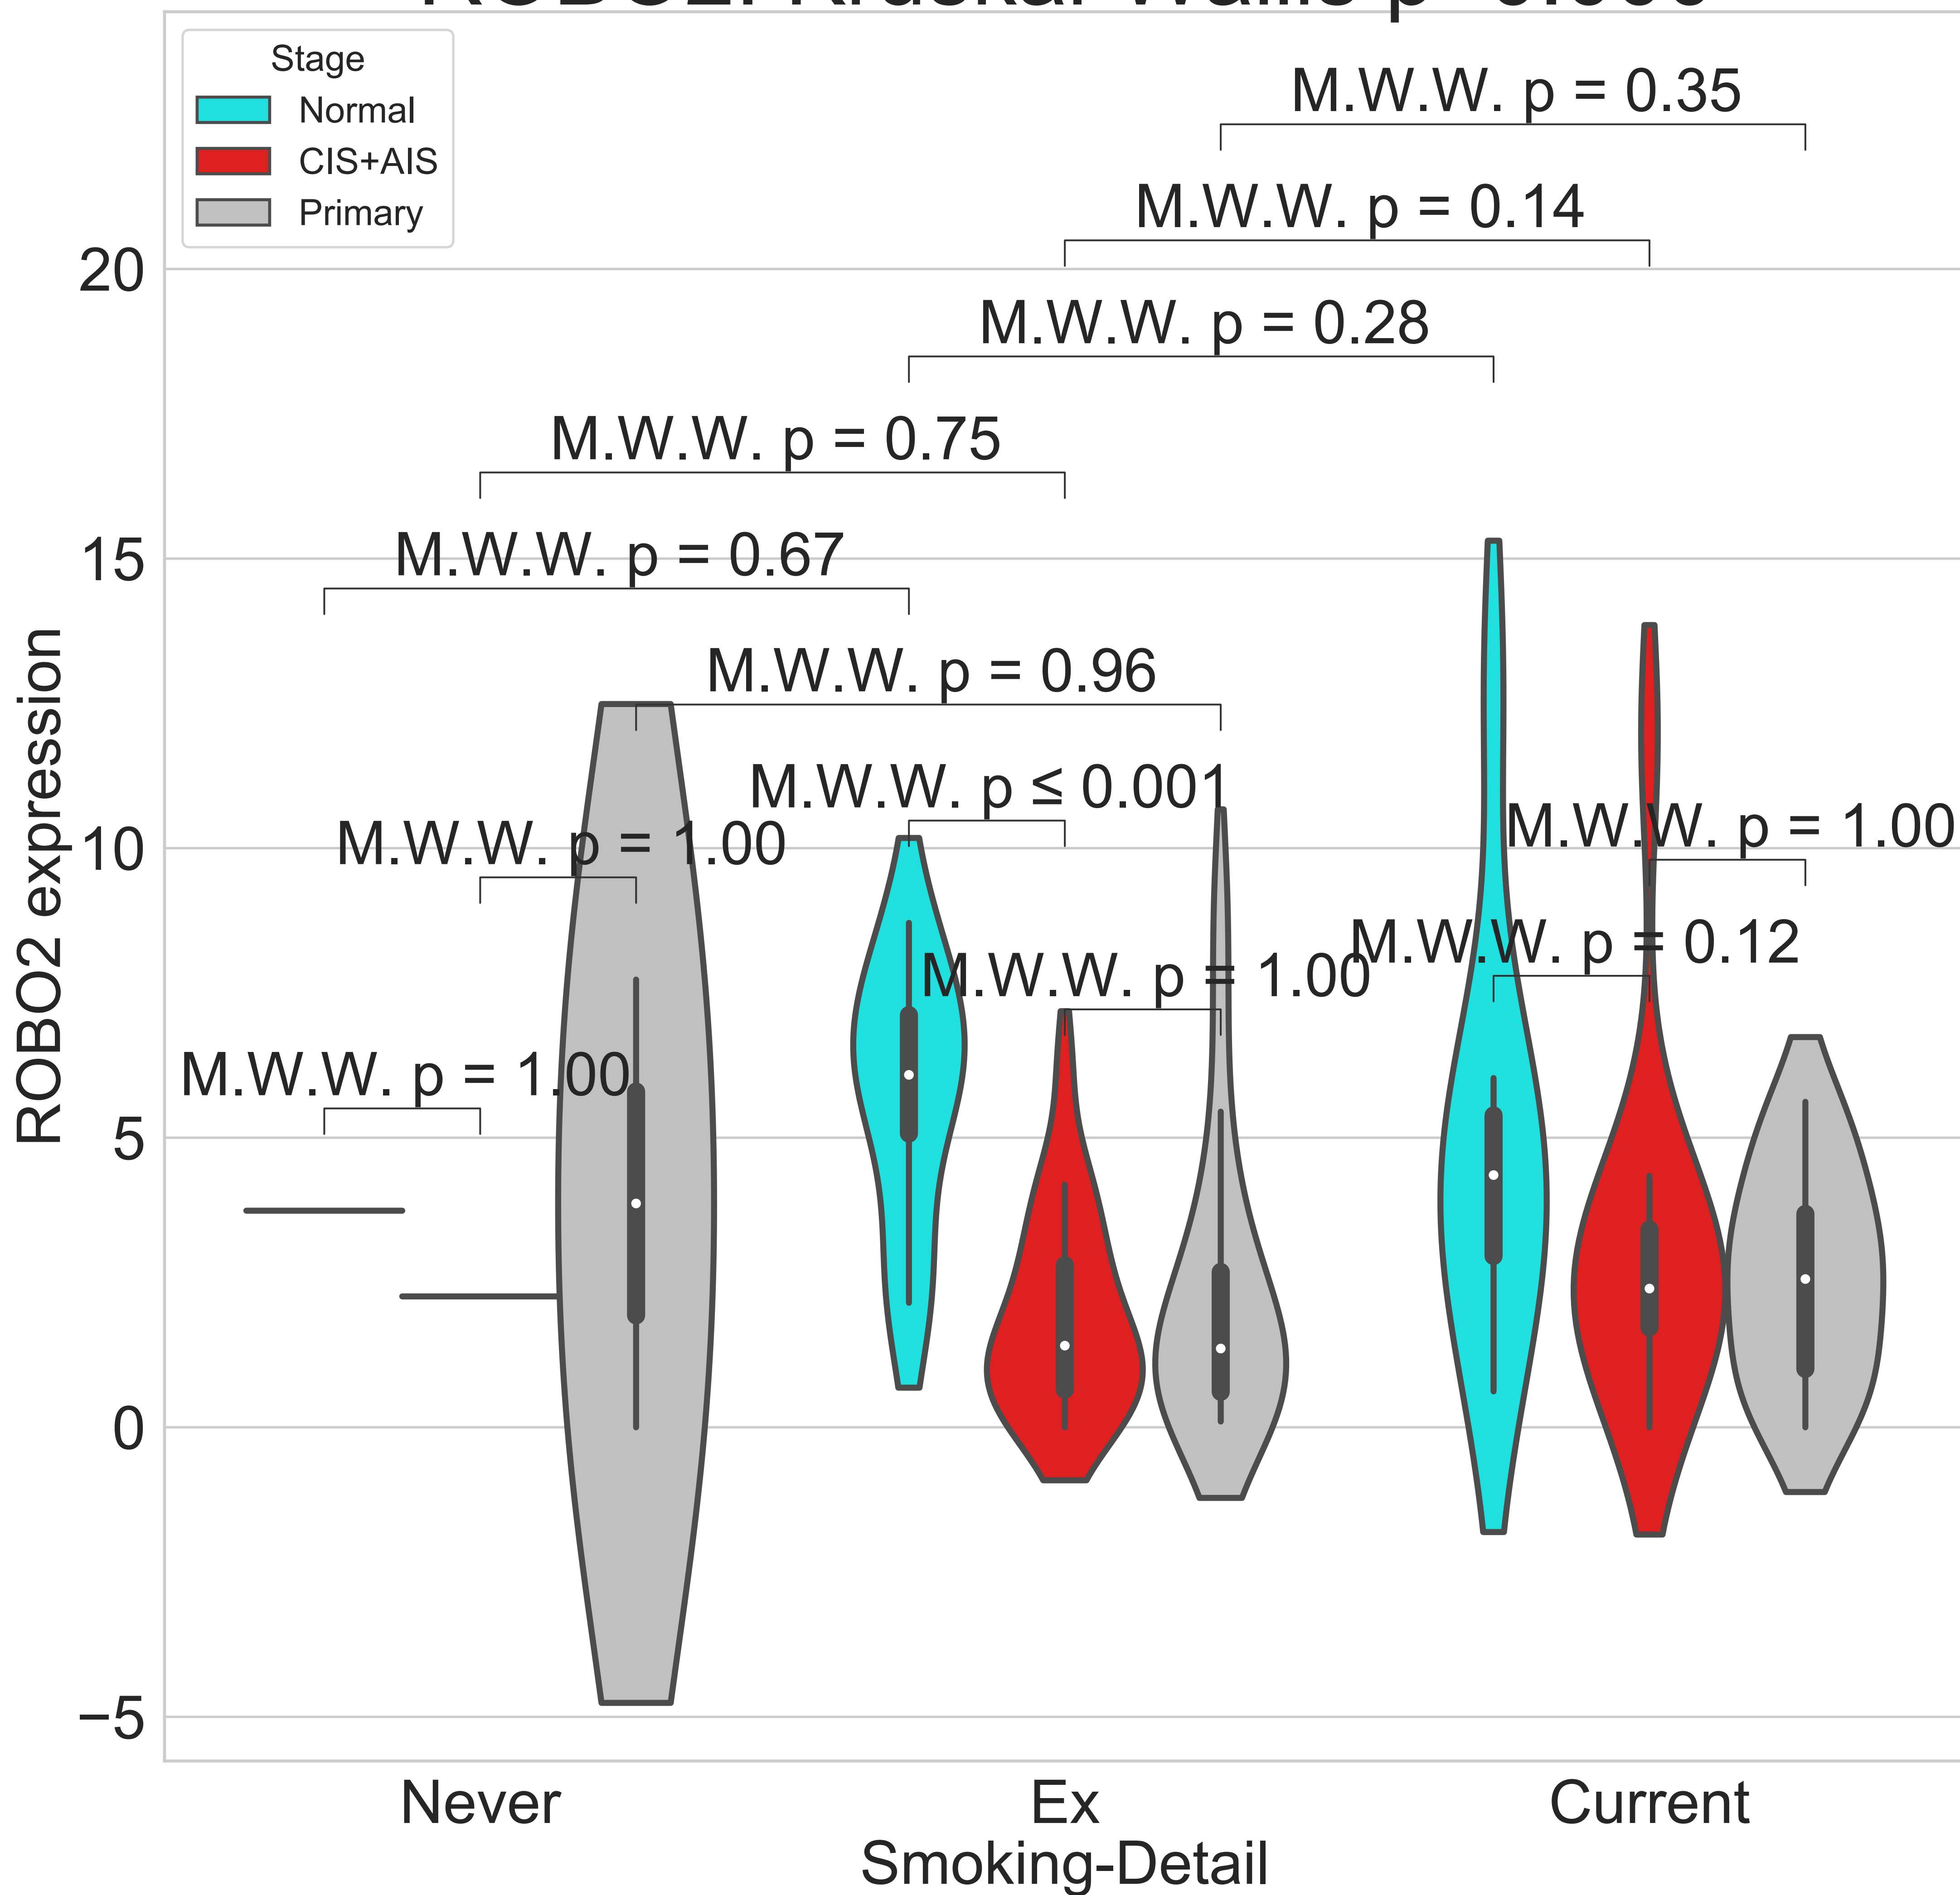 Stage
Normal
CIS+AIS
Primary
M.W.W. p = 0.35
M.W.W. p = 0.14
M.W.W. p = 0.28
M.W.W. p = 0.75
M.W.W. p = 0.67
M.W.W. p = 0.96
M.W.W. p ≤ 0.001
M.W.W. p = 1.00
M.W.W. p = 1.00
M.W.W. p = 0.12
M.W.W. p = 1.00
M.W.W. p = 1.00
ROBO2 expression
20
15
10
5
0
−5
Never
Ex
Current
Smoking-Detail